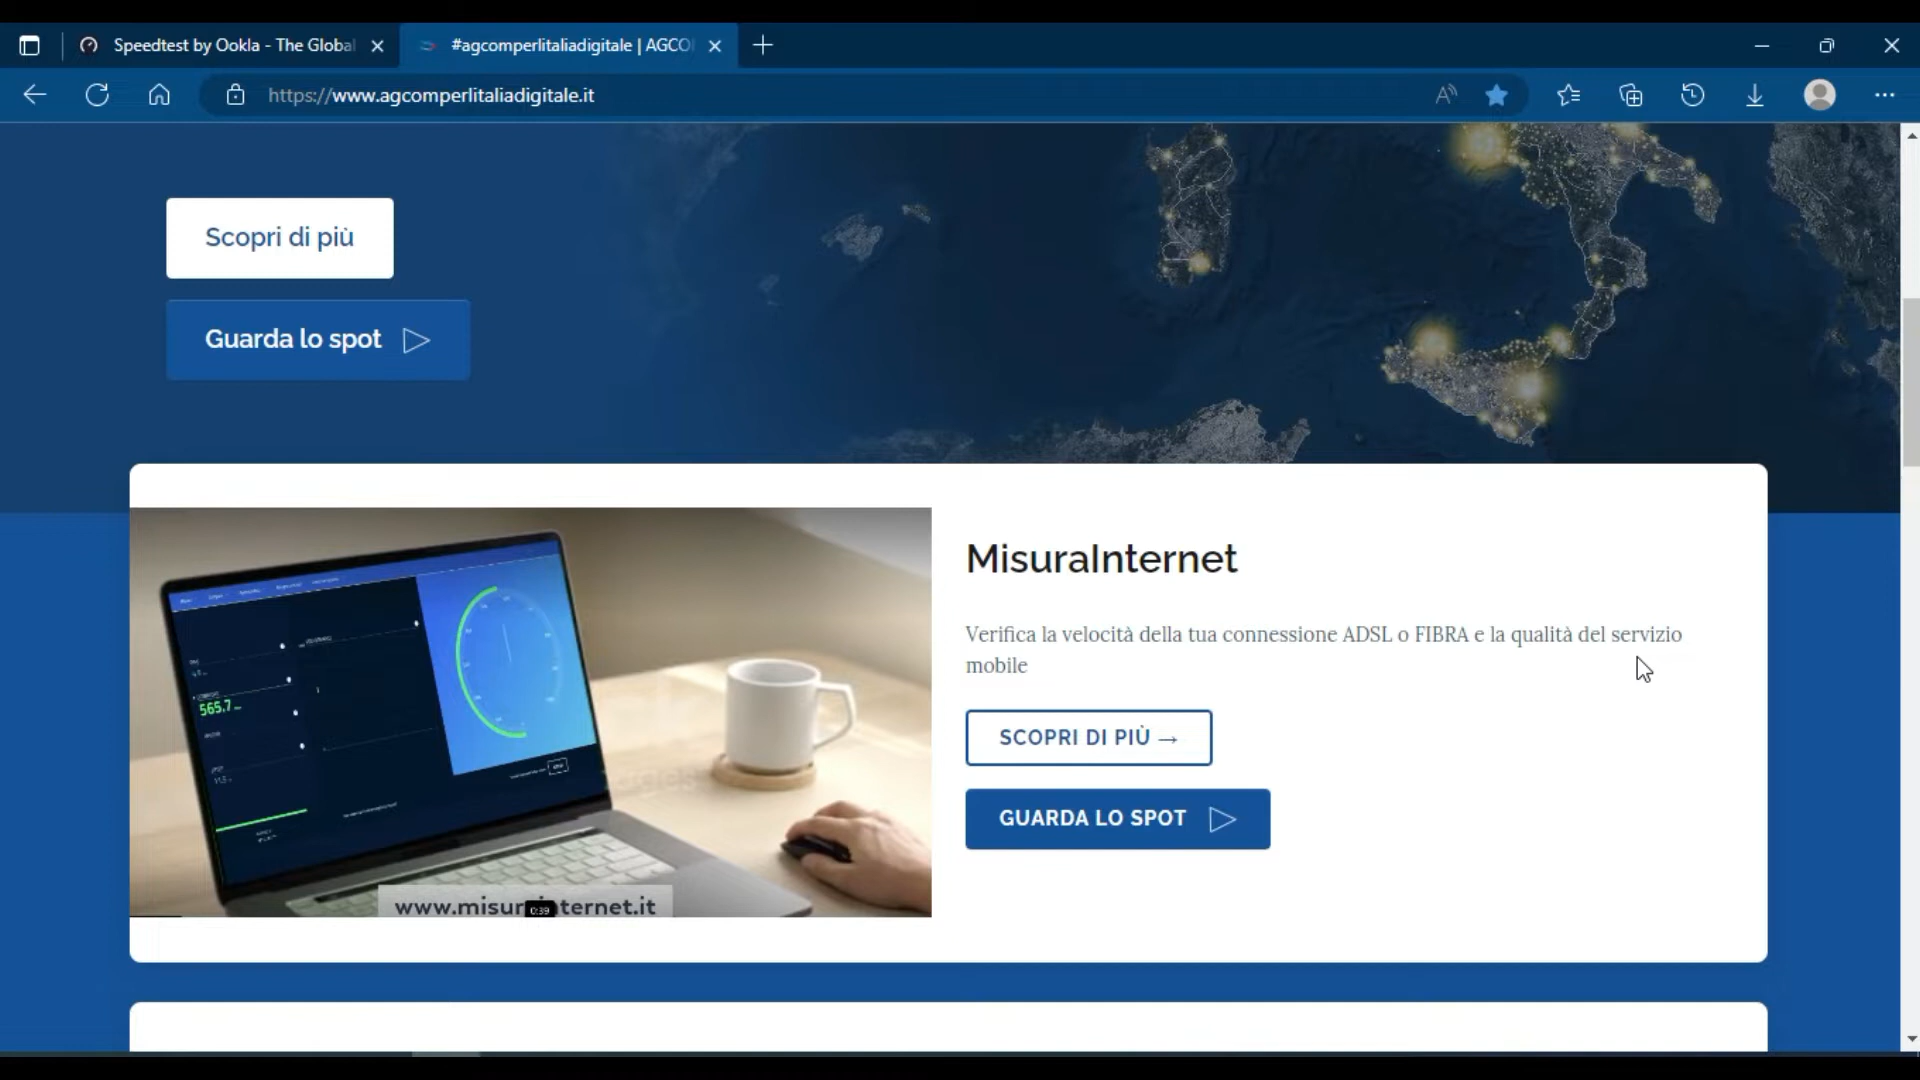 Speedtest by Ookla - The Global
#agcomperlitaliadigitale | AGCO
https://www.agcomperlitaliadigitale.it
Scopri di più
Guarda lo spot
MisuraInternet
Verifica la velocità della tua connessione ADSL o FIBRA e la qualità del servizio
mobile
SCOPRI DI PIÙ →
GUARDA LO SPOT
565.7
0:39